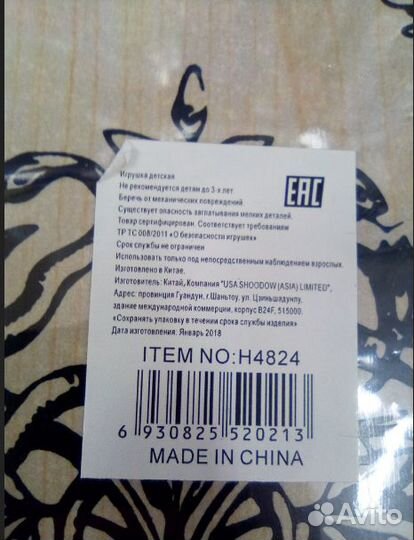 Игрушка детская
Не рекомендуется детям до 3-х лет
Беречь от механических повреждений
Существует опасность заглатывания мелких деталей.
Товар сертифицирован. Соответствует требованиям
ТР ТС 008/2011 «О безопасности игрушек»
Срок службы не ограничен
Использовать только под непосредственным наблюдением взрослых.
Изготовлено в Китае.
Изготовитель: Китай, Компания "USA SHOODOW (ASIA) LIMITED",
Адрес: провинция Гуандун, г.Шаньтоу, ул. Цзиньшадунлу,
здание международной коммерции, корпус B24F, 515000.
«Сохранять упаковку в течении срока службы изделия»
Дата изготовления: Январь 2018
EAC
ITEM NO:H4824
6 930825 520213
MADE IN CHINA
Avito